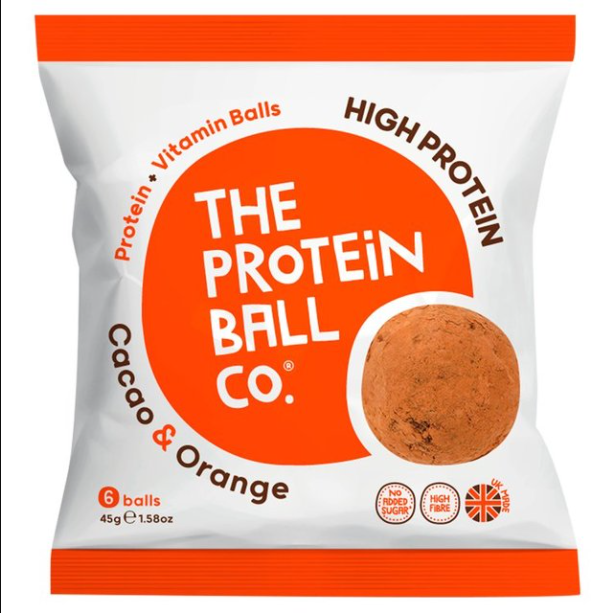 Protein + Vitamin Balls
HIGH PROTEIN
THE
PROTEiN
BALL
CO.®
Cacao & Orange
6 balls
45g ℮ 1.58oz
NO
ADDED
SUGAR*
HIGH
FIBRE
UK MADE